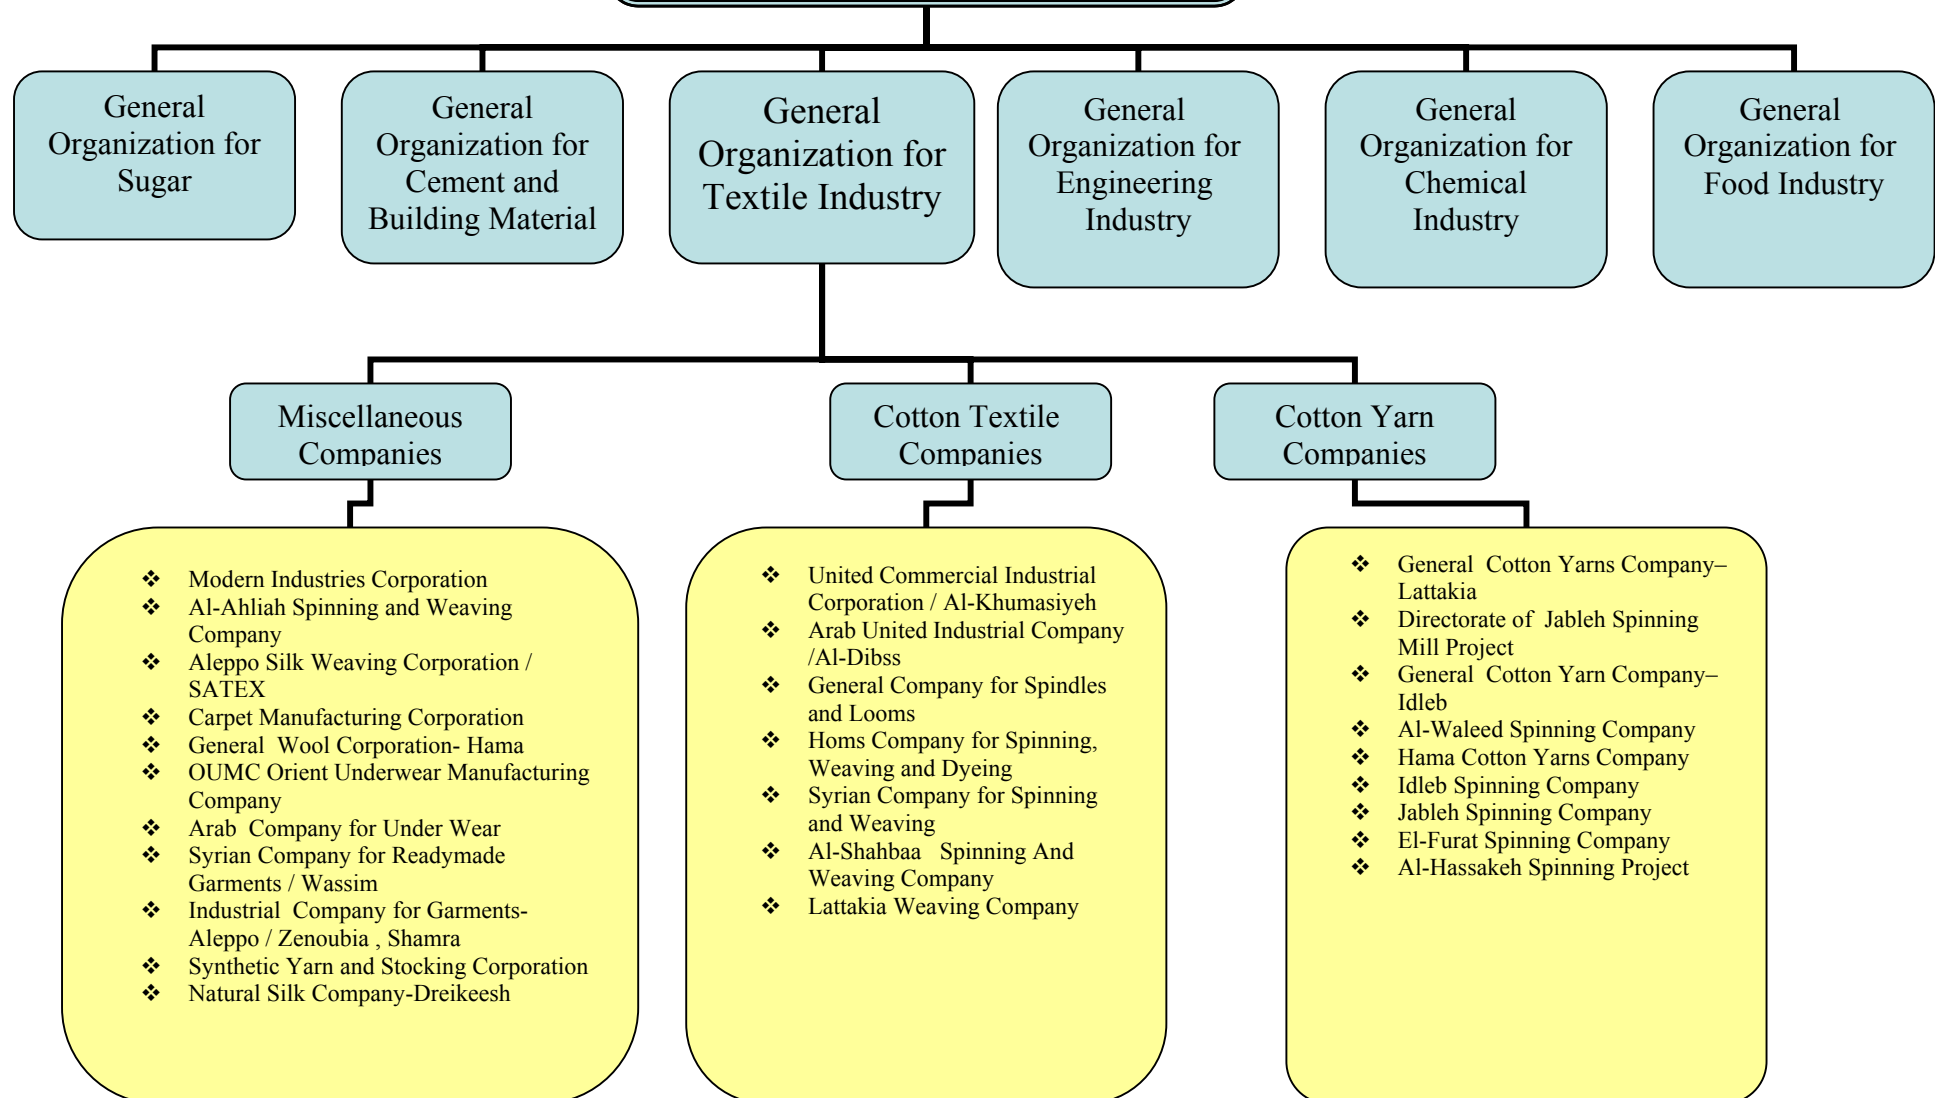 General
Organization for
Sugar
General
Organization for
Cement and
Building Material
General
Organization for
Textile Industry
General
Organization for
Engineering
Industry
General
Organization for
Chemical
Industry
General
Organization for
Food Industry
Miscellaneous
Companies
Cotton Textile
Companies
Cotton Yarn
Companies
❖ Modern Industries Corporation
❖ Al-Ahliah Spinning and Weaving
Company
❖ Aleppo Silk Weaving Corporation /
SATEX
❖ Carpet Manufacturing Corporation
❖ General Wool Corporation- Hama
❖ OUMC Orient Underwear Manufacturing
Company
❖ Arab Company for Under Wear
❖ Syrian Company for Readymade
Garments / Wassim
❖ Industrial Company for Garments-
Aleppo / Zenoubia , Shamra
❖ Synthetic Yarn and Stocking Corporation
❖ Natural Silk Company-Dreikeesh
❖ United Commercial Industrial
Corporation / Al-Khumasiyeh
❖ Arab United Industrial Company
/Al-Dibss
❖ General Company for Spindles
and Looms
❖ Homs Company for Spinning,
Weaving and Dyeing
❖ Syrian Company for Spinning
and Weaving
❖ Al-Shahbaa Spinning And
Weaving Company
❖ Lattakia Weaving Company
❖ General Cotton Yarns Company–
Lattakia
❖ Directorate of Jableh Spinning
Mill Project
❖ General Cotton Yarn Company–
Idleb
❖ Al-Waleed Spinning Company
❖ Hama Cotton Yarns Company
❖ Idleb Spinning Company
❖ Jableh Spinning Company
❖ El-Furat Spinning Company
❖ Al-Hassakeh Spinning Project